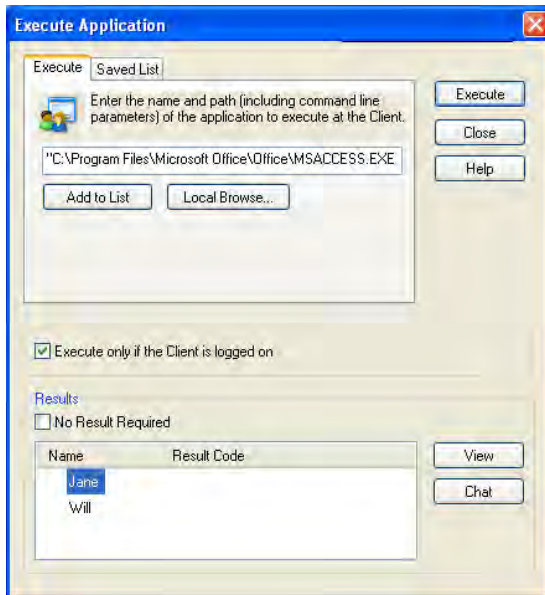 Execute Application
Execute
Saved List
Enter the name and path (including command line
parameters) of the application to execute at the Client.
"C:\Program Files\Microsoft Office\Office\MSACCESS.EXE
Add to List
Local Browse...
Execute
Close
Help
Execute only if the Client is logged on
Results
No Result Required
Name
Result Code
Jane
Will
View
Chat